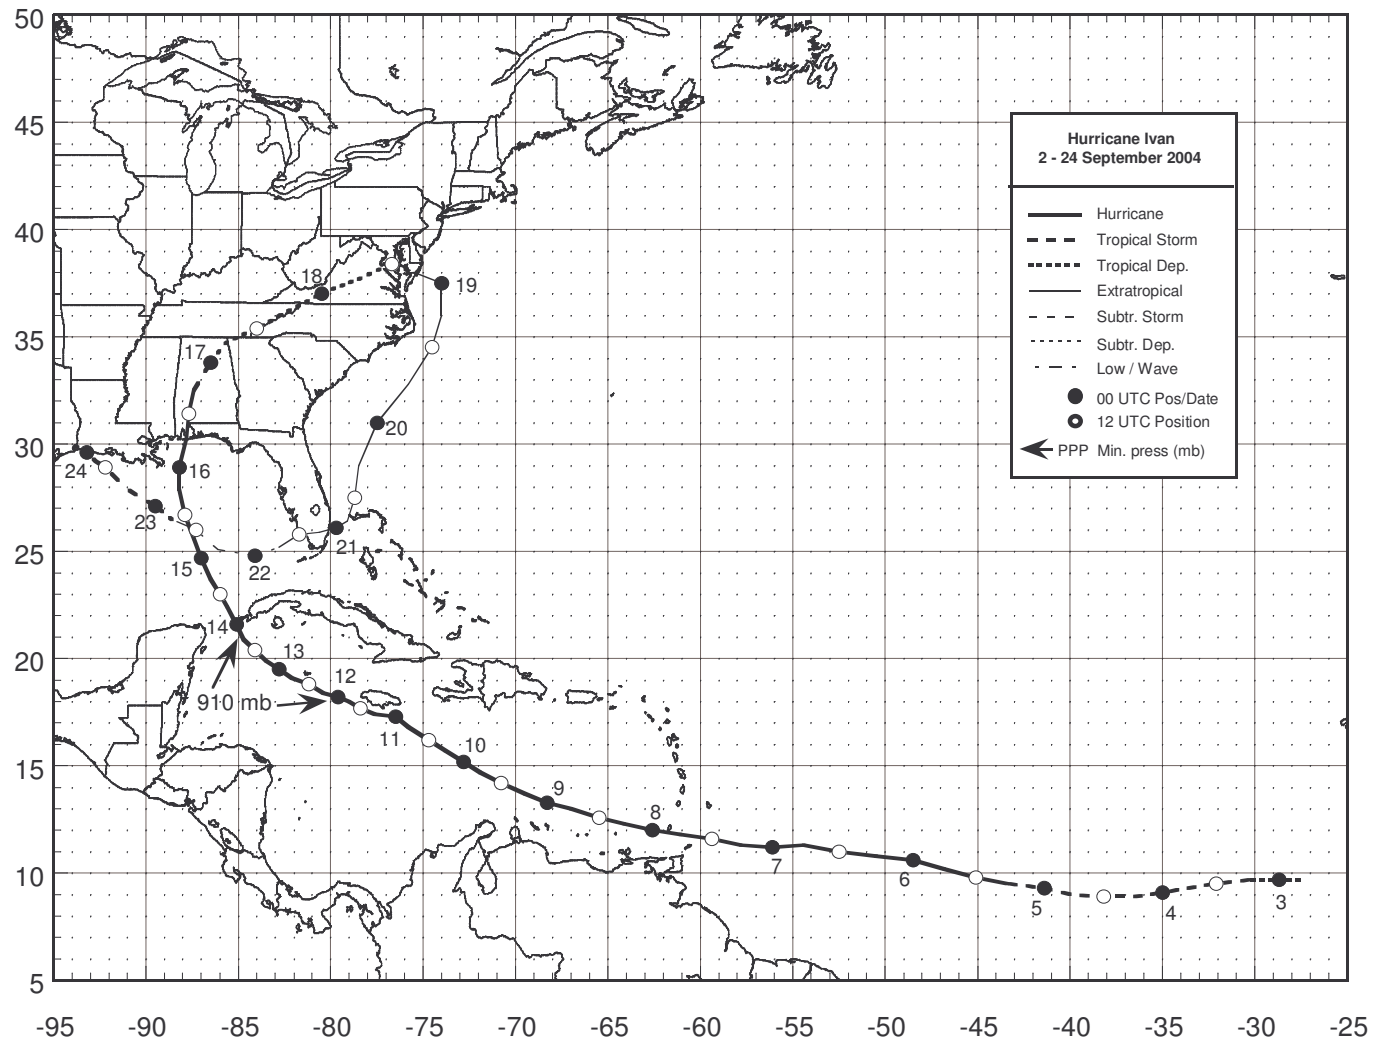 50
45
40
35
30
25
20
15
10
5
Hurricane Ivan
2 - 24 September 2004
Hurricane
Tropical Storm
Tropical Dep.
Extratropical
Subtr. Storm
Subtr. Dep.
Low / Wave
00 UTC Pos/Date
12 UTC Position
PPP Min. press (mb)
18
19
17
20
24
16
23
21
15
22
14
13
12
910 mb
11
10
9
8
7
6
5
4
3
-95 -90 -85 -80 -75 -70 -65 -60 -55 -50 -45 -40 -35 -30 -25